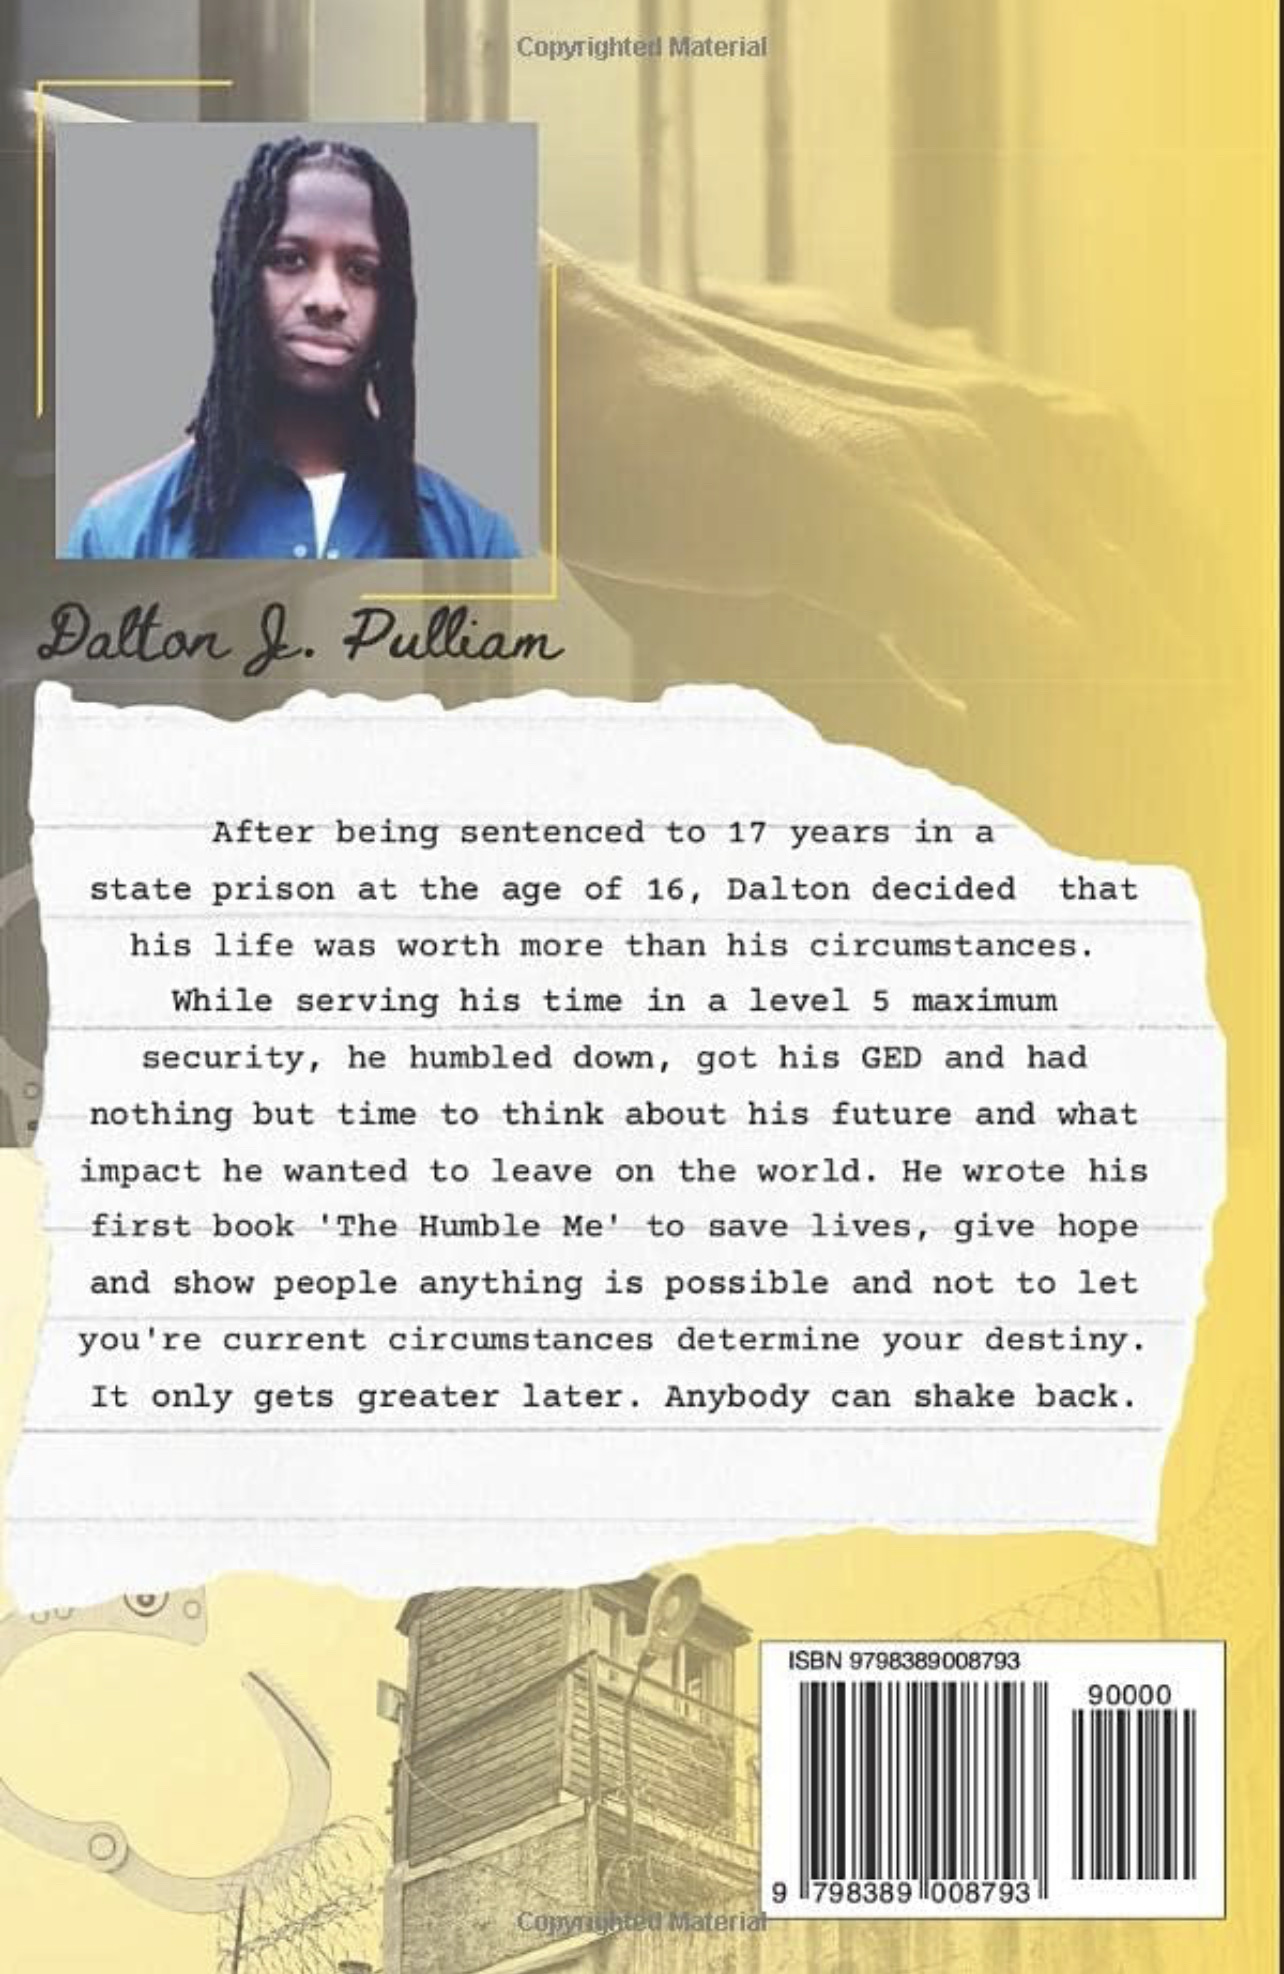 Copyrighted Material
Dalton J. Pulliam
After being sentenced to 17 years in a
state prison at the age of 16, Dalton decided that
his life was worth more than his circumstances.
While serving his time in a level 5 maximum
security, he humbled down, got his GED and had
nothing but time to think about his future and what
impact he wanted to leave on the world. He wrote his
first book 'The Humble Me' to save lives, give hope
and show people anything is possible and not to let
you're current circumstances determine your destiny.
It only gets greater later. Anybody can shake back.
ISBN 9798389008793
90000
9 798389 008793
Copyrighted Material